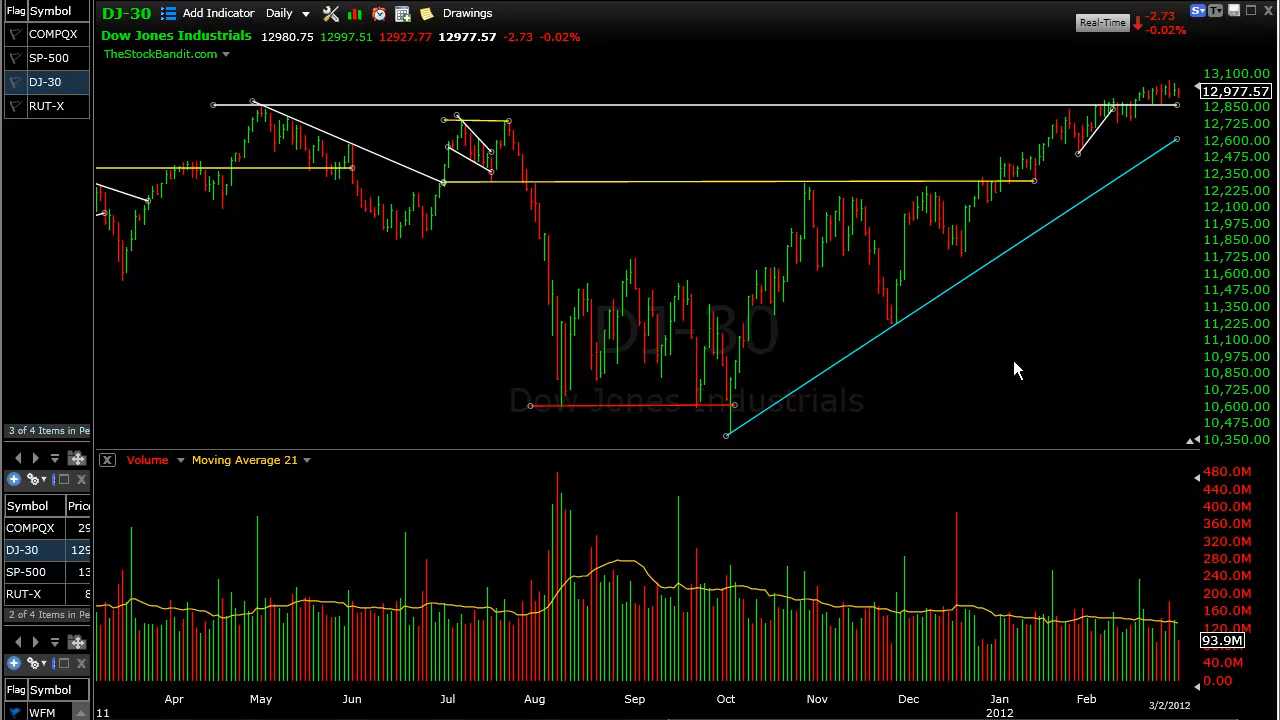 Flag Symbol
COMPQX
SP-500
DJ-30
RUT-X
3 of 4 Items in Pe
Symbol Price
COMPQX 29
DJ-30 129
SP-500 13
RUT-X 8
2 of 4 Items in Pe
Flag Symbol
WFM
DJ-30 Add Indicator Daily Drawings
Dow Jones Industrials 12980.75 12997.51 12927.77 12977.57 -2.73 -0.02%
TheStockBandit.com
Real-Time -2.73
-0.02%
S T
DJ-30
Dow Jones Industrials
13,100.00
12,977.57
12,850.00
12,725.00
12,600.00
12,475.00
12,350.00
12,225.00
12,100.00
11,975.00
11,850.00
11,725.00
11,600.00
11,475.00
11,350.00
11,225.00
11,100.00
10,975.00
10,850.00
10,725.00
10,600.00
10,475.00
10,350.00
X Volume Moving Average 21
480.0M
440.0M
400.0M
360.0M
320.0M
280.0M
240.0M
200.0M
160.0M
120.0M
93.9M
40.0M
0.00
Apr May Jun Jul Aug Sep Oct Nov Dec Jan Feb
11 2012 3/2/2012